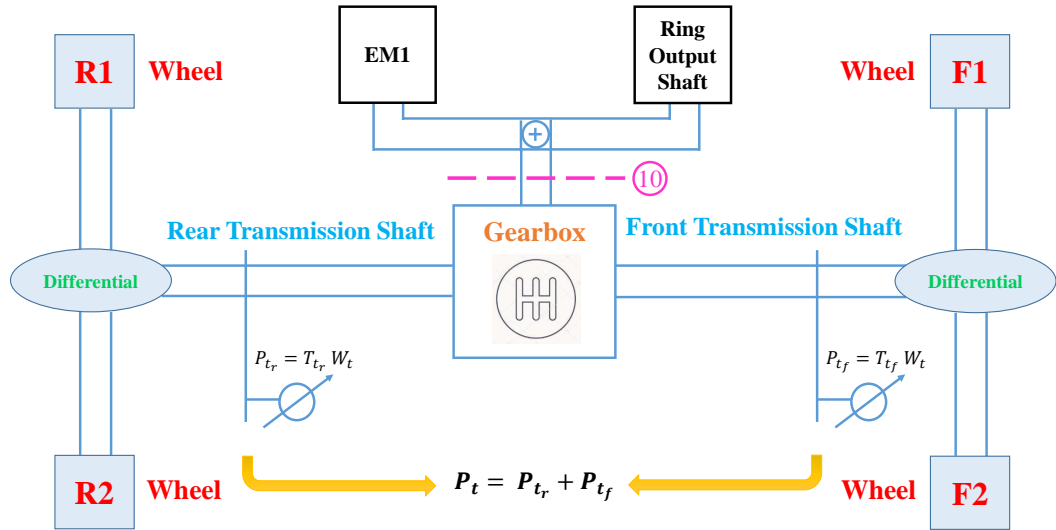 R1
Wheel
EM1
Ring
Output
Shaft
Wheel
F1
+
10
Rear Transmission Shaft
Gearbox
Front Transmission Shaft
Differential
Differential
P_{t_r} = T_{t_r} W_t
P_{t_f} = T_{t_f} W_t
R2
Wheel
P_t = P_{t_r} + P_{t_f}
Wheel
F2